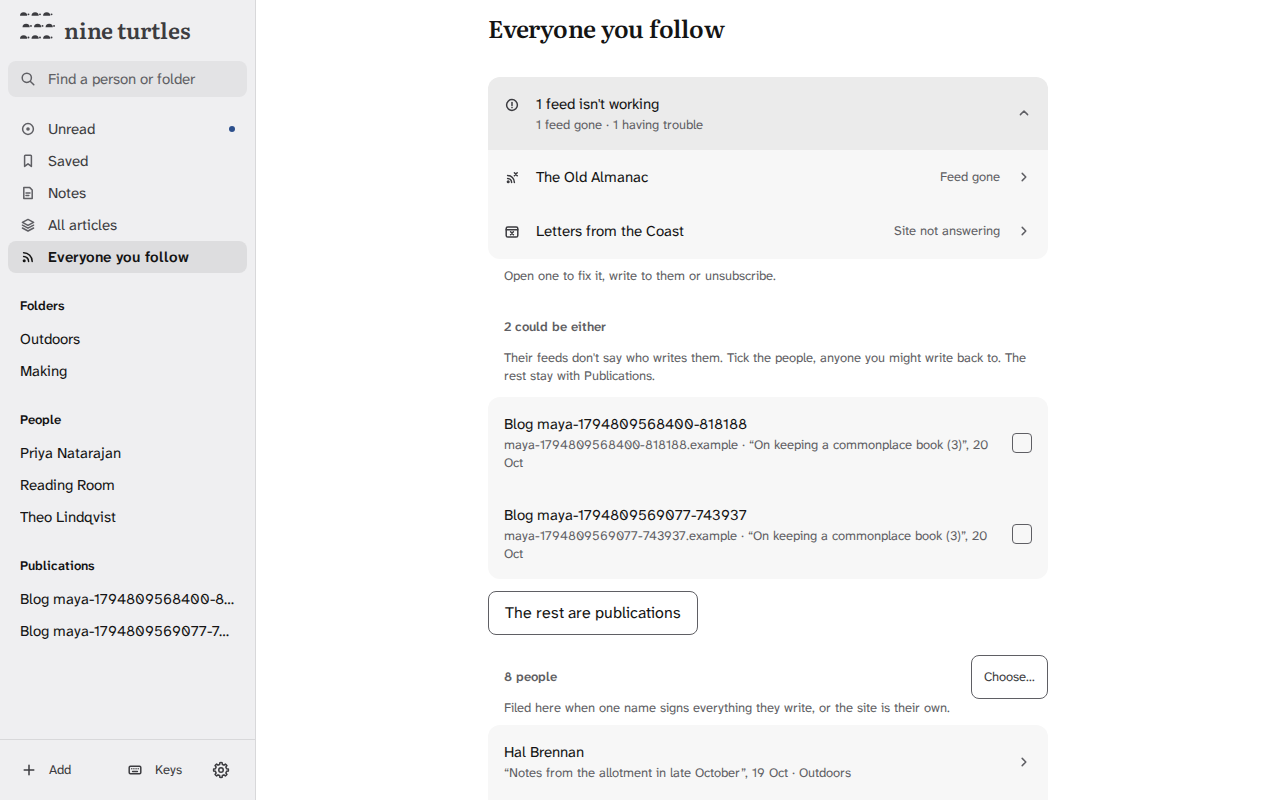 nine turtles
Find a person or folder
Unread
Saved
Notes
All articles
Everyone you follow
Folders
Outdoors
Making
People
Priya Natarajan
Reading Room
Theo Lindqvist
Publications
Blog maya-1794809568400-8...
Blog maya-1794809569077-7...
Add
Keys
Everyone you follow
1 feed isn't working
1 feed gone · 1 having trouble
The Old Almanac
Feed gone
Letters from the Coast
Site not answering
Open one to fix it, write to them or unsubscribe.
2 could be either
Their feeds don't say who writes them. Tick the people, anyone you might write back to. The
rest stay with Publications.
Blog maya-1794809568400-818188
maya-1794809568400-818188.example · “On keeping a commonplace book (3)”, 20
Oct
Blog maya-1794809569077-743937
maya-1794809569077-743937.example · “On keeping a commonplace book (3)”, 20
Oct
The rest are publications
8 people
Choose...
Filed here when one name signs everything they write, or the site is their own.
Hal Brennan
“Notes from the allotment in late October”, 19 Oct · Outdoors